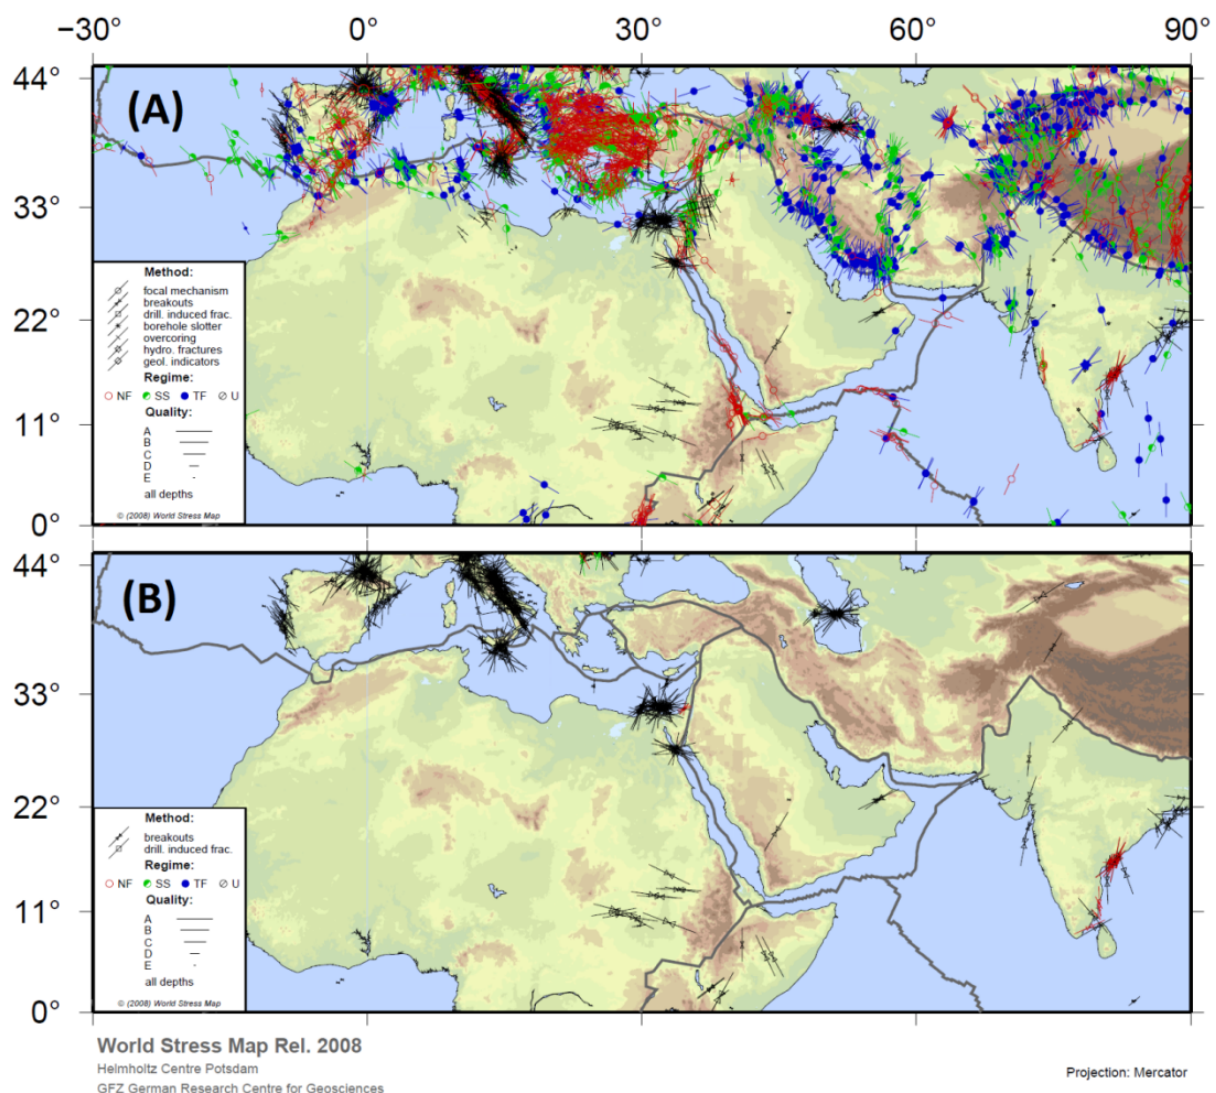 −30° 0° 30° 60° 90°
44°
(A)
33°
22°
11°
0°
Method:
focal mechanism
breakouts
drill. induced frac.
borehole slotter
overcoring
hydro. fractures
geol. indicators
Regime:
NF SS TF U
Quality:
A
B
C
D
E
all depths
© (2008) World Stress Map
44°
(B)
33°
22°
11°
0°
Method:
breakouts
drill. induced frac.
Regime:
NF SS TF U
Quality:
A
B
C
D
E
all depths
© (2008) World Stress Map
World Stress Map Rel. 2008
Helmholtz Centre Potsdam
GFZ German Research Centre for Geosciences
Projection: Mercator